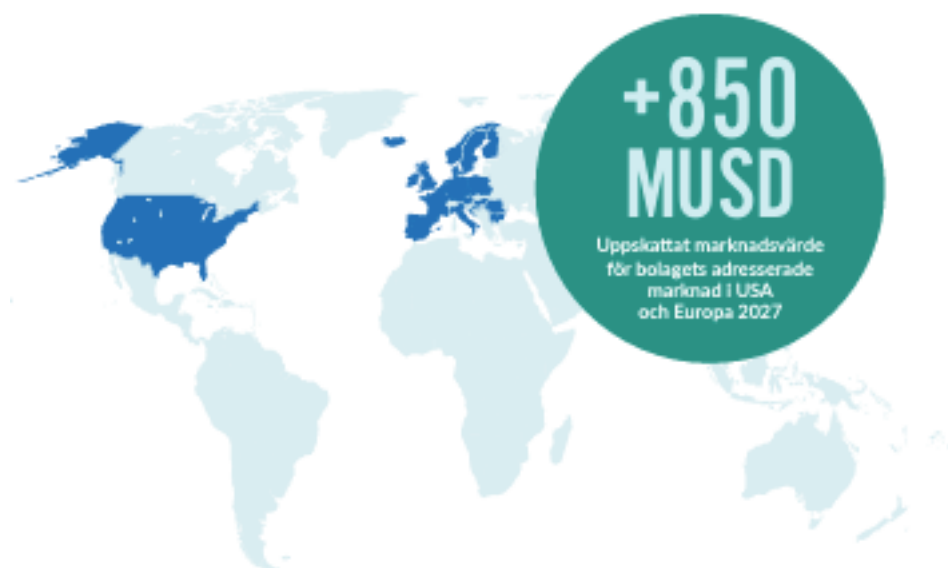 +850
MUSD
Uppskattat marknadsvärde
för bolagets adresserade
marknad i USA
och Europa 2027